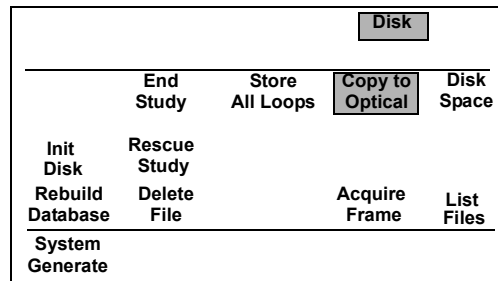 Disk
End Store Copy to Disk
Study All Loops Optical Space
Init Rescue
Disk Study
Rebuild Delete Acquire List
Database File Frame Files
System
Generate